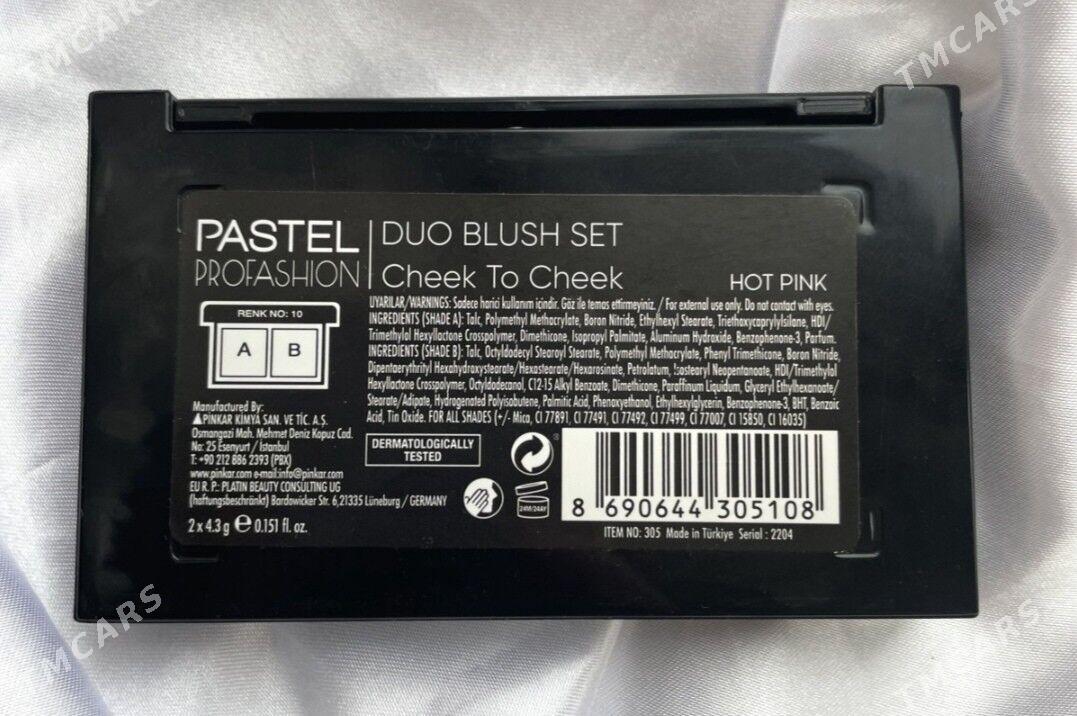 PASTEL
PROFASHION
DUO BLUSH SET
Cheek To Cheek
HOT PINK
RENK NO: 10
A B
UYARILAR/WARNINGS: Sadece harici kullanım içindir. Göz ile temas ettirmeyiniz. / For external use only. Do not contact with eyes.
INGREDIENTS (SHADE A): Talc, Polymethyl Methacrylate, Boron Nitride, Ethylhexyl Stearate, Triethoxycaprylylsilane, HDI/
Trimethylol Hexyllactone Crosspolymer, Dimethicone, Isopropyl Palmitate, Aluminum Hydroxide, Benzophenone-3, Parfum.
INGREDIENTS (SHADE B): Talc, Octyldodecyl Stearoyl Stearate, Polymethyl Methacrylate, Phenyl Trimethicone, Boron Nitride,
Dipentaerythrityl Hexahydroxystearate/Hexastearate/Hexarosinate, Petrolatum, Isostearyl Neopentanoate, HDI/Trimethylol
Hexyllactone Crosspolymer, Octyldodecanol, C12-15 Alkyl Benzoate, Dimethicone, Paraffinum Liquidum, Glyceryl Ethylhexanoate/
Stearate/Adipate, Hydrogenated Polyisobutene, Palmitic Acid, Phenoxyethanol, Ethylhexylglycerin, Benzophenone-3, BHT, Benzoic
Acid, Tin Oxide. FOR ALL SHADES (+/- Mica, CI 77891, CI 77491, CI 77492, CI 77499, CI 77007, CI 15850, CI 16035)
Manufactured By:
PINKAR KİMYA SAN. VE TİC. A.Ş.
Osmangazi Mah. Mehmet Deniz Kopuz Cad.
No: 25 Esenyurt / İstanbul
T: +90 212 886 2393 (PBX)
www.pinkar.com e-mail:info@pinkar.com
EU R. P.: PLATIN BEAUTY CONSULTING UG
(haftungsbeschränkt) Bardowicker Str. 6,21335 Lüneburg / GERMANY
2 x 4.3 g ℮ 0.151 fl. oz.
DERMATOLOGICALLY
TESTED
24M/24AY
8 690644 305108
ITEM NO: 305 Made in Türkiye Serial : 2204
TMCARS
TMCARS
TMCARS
TMCARS